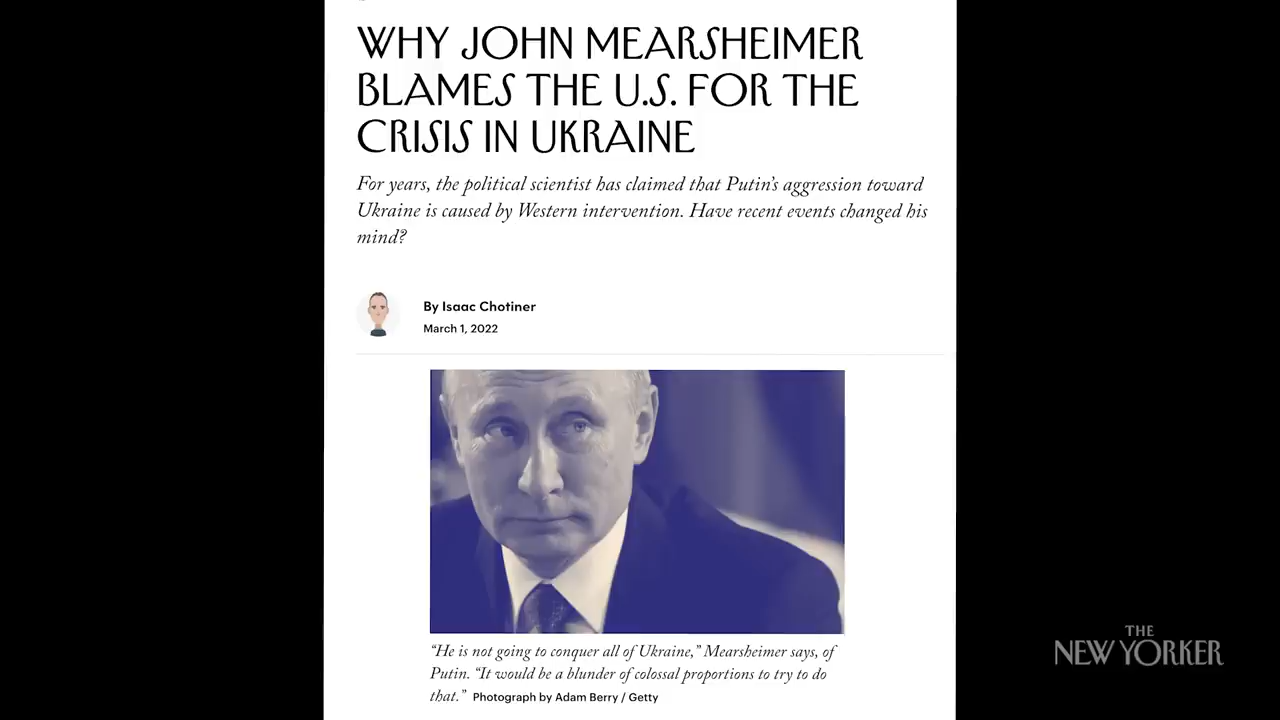 WHY JOHN MEARSHEIMER
BLAMES THE U.S. FOR THE
CRISIS IN UKRAINE
For years, the political scientist has claimed that Putin’s aggression toward
Ukraine is caused by Western intervention. Have recent events changed his
mind?
By Isaac Chotiner
March 1, 2022
“He is not going to conquer all of Ukraine,” Mearsheimer says, of
Putin. “It would be a blunder of colossal proportions to try to do
that.” Photograph by Adam Berry / Getty
THE
NEW YORKER